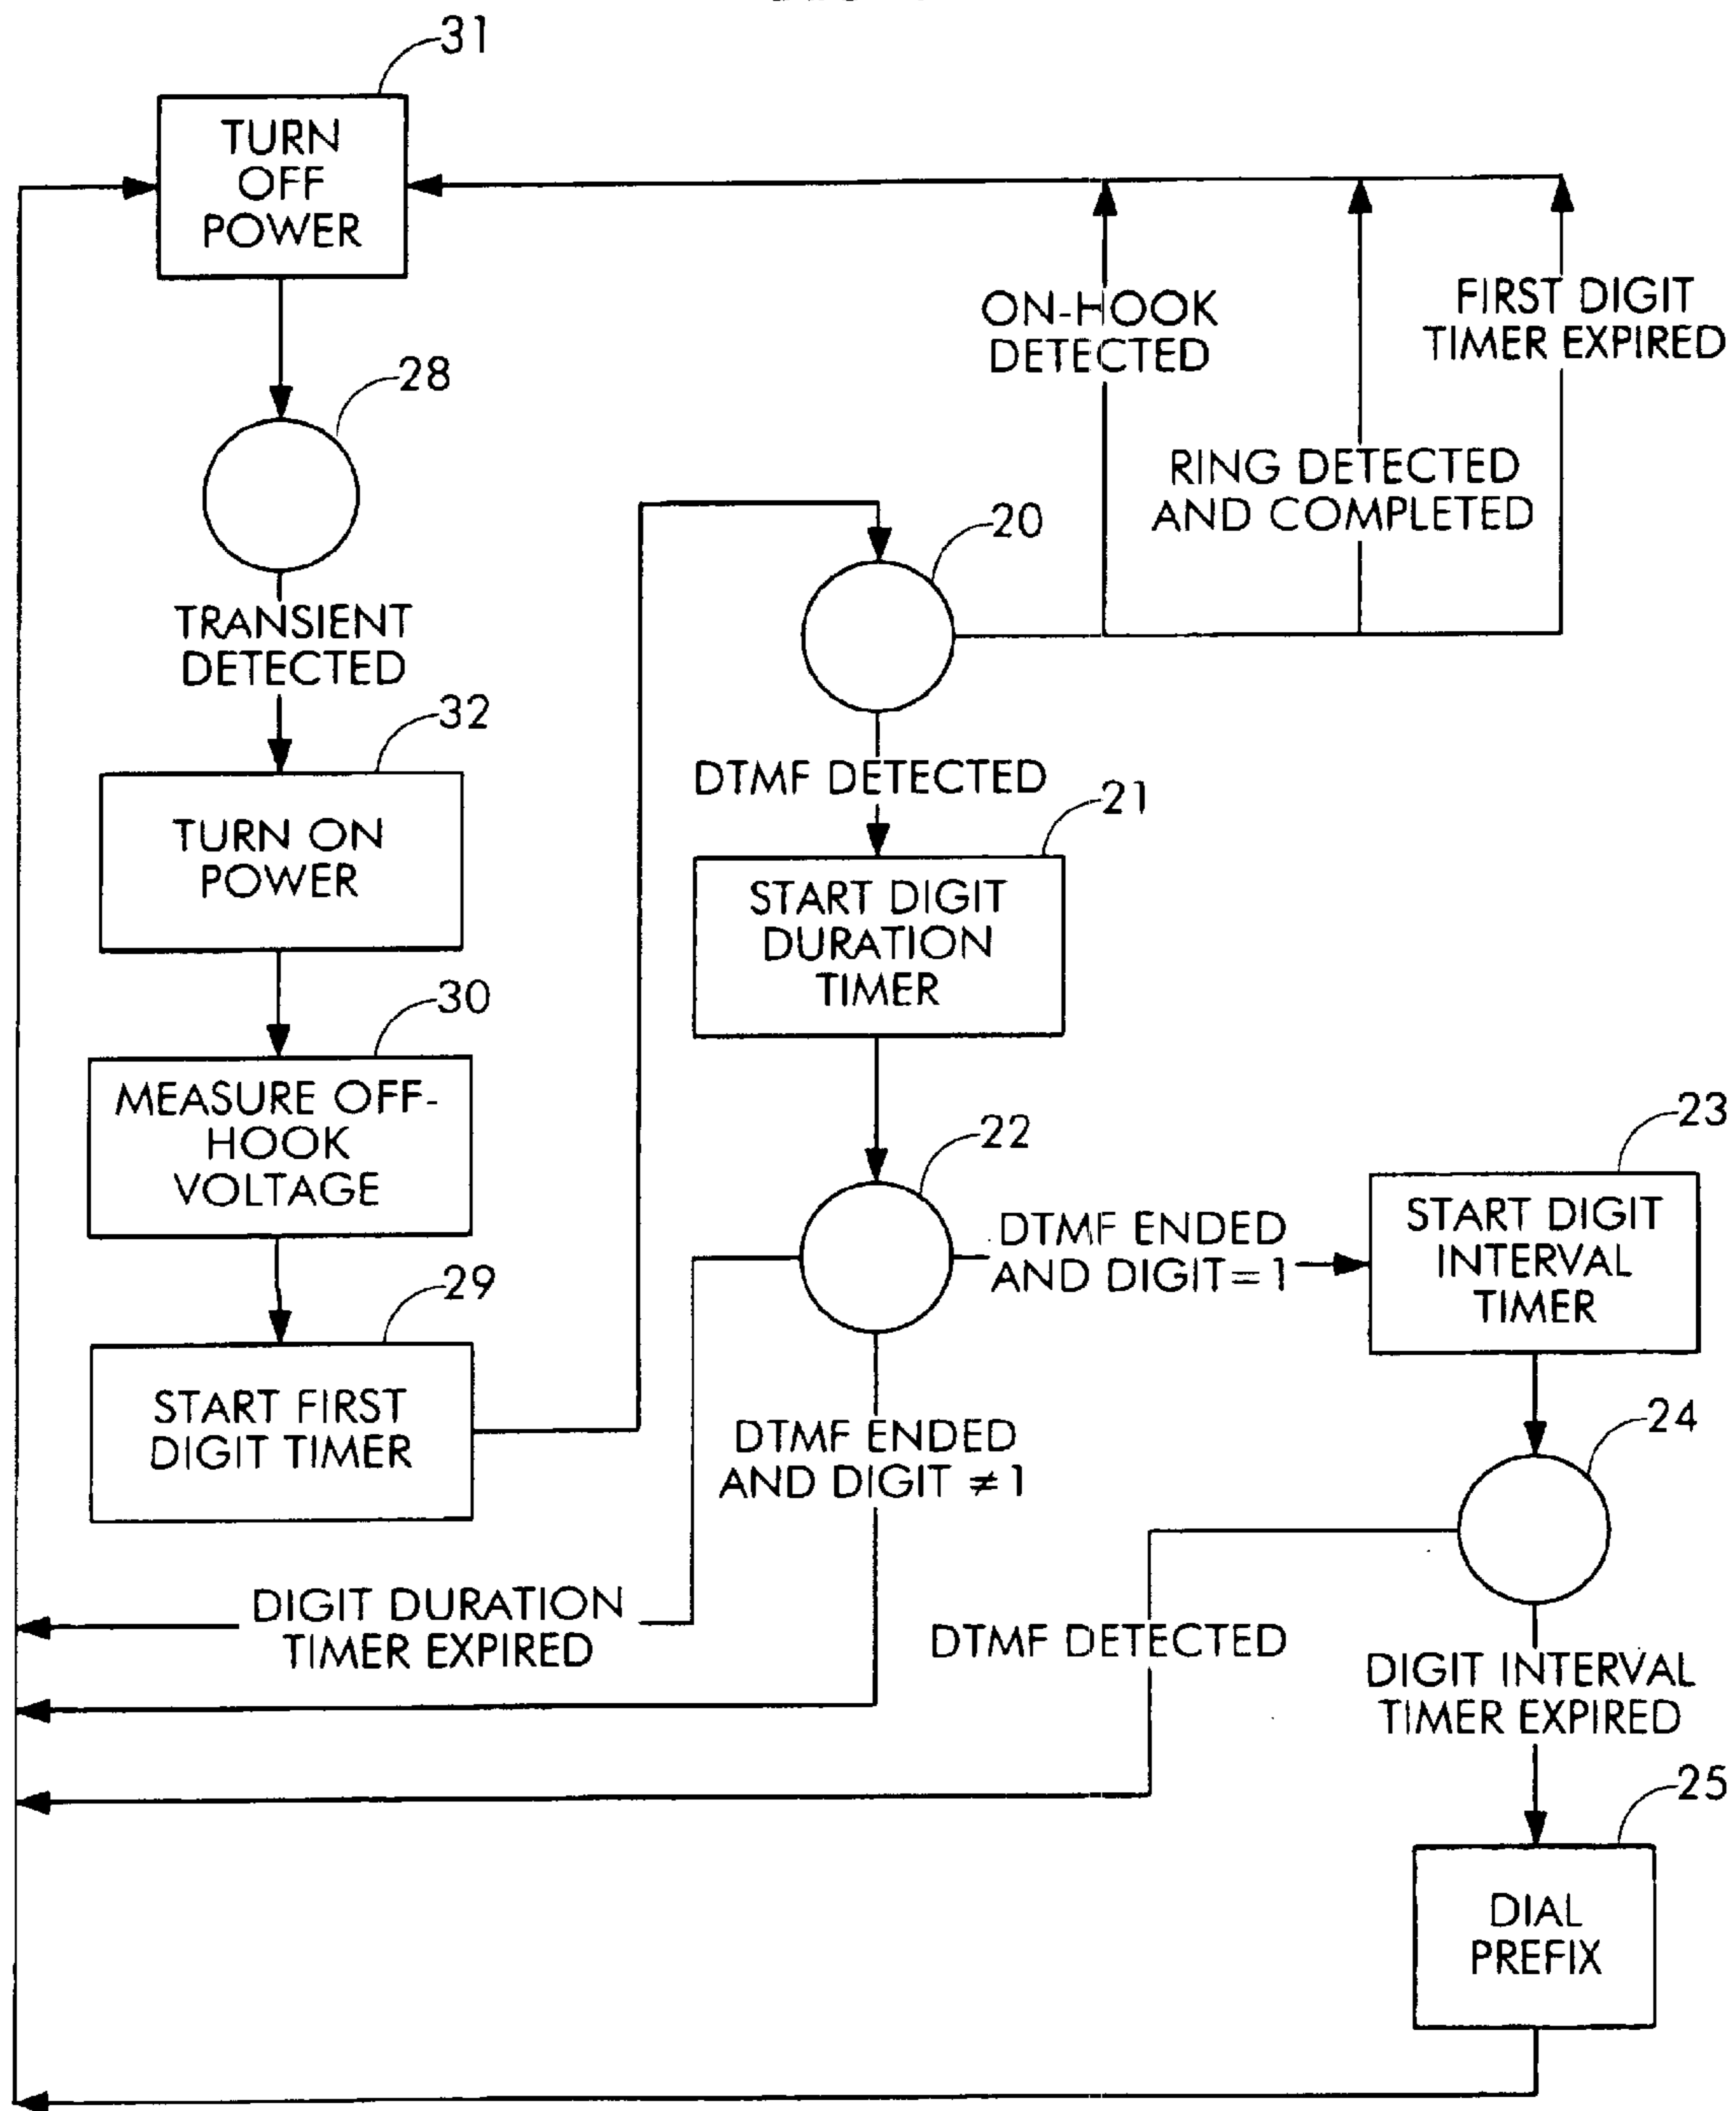 31
TURN
OFF
POWER
28
TRANSIENT
DETECTED
32
TURN ON
POWER
30
MEASURE OFF-
HOOK
VOLTAGE
29
START FIRST
DIGIT TIMER
ON-HOOK
DETECTED
RING DETECTED
AND COMPLETED
FIRST DIGIT
TIMER EXPIRED
20
DTMF DETECTED
21
START DIGIT
DURATION
TIMER
22
DTMF ENDED
AND DIGIT=1
DTMF ENDED
AND DIGIT ≠1
DIGIT DURATION
TIMER EXPIRED
23
START DIGIT
INTERVAL
TIMER
24
DTMF DETECTED
DIGIT INTERVAL
TIMER EXPIRED
25
DIAL
PREFIX